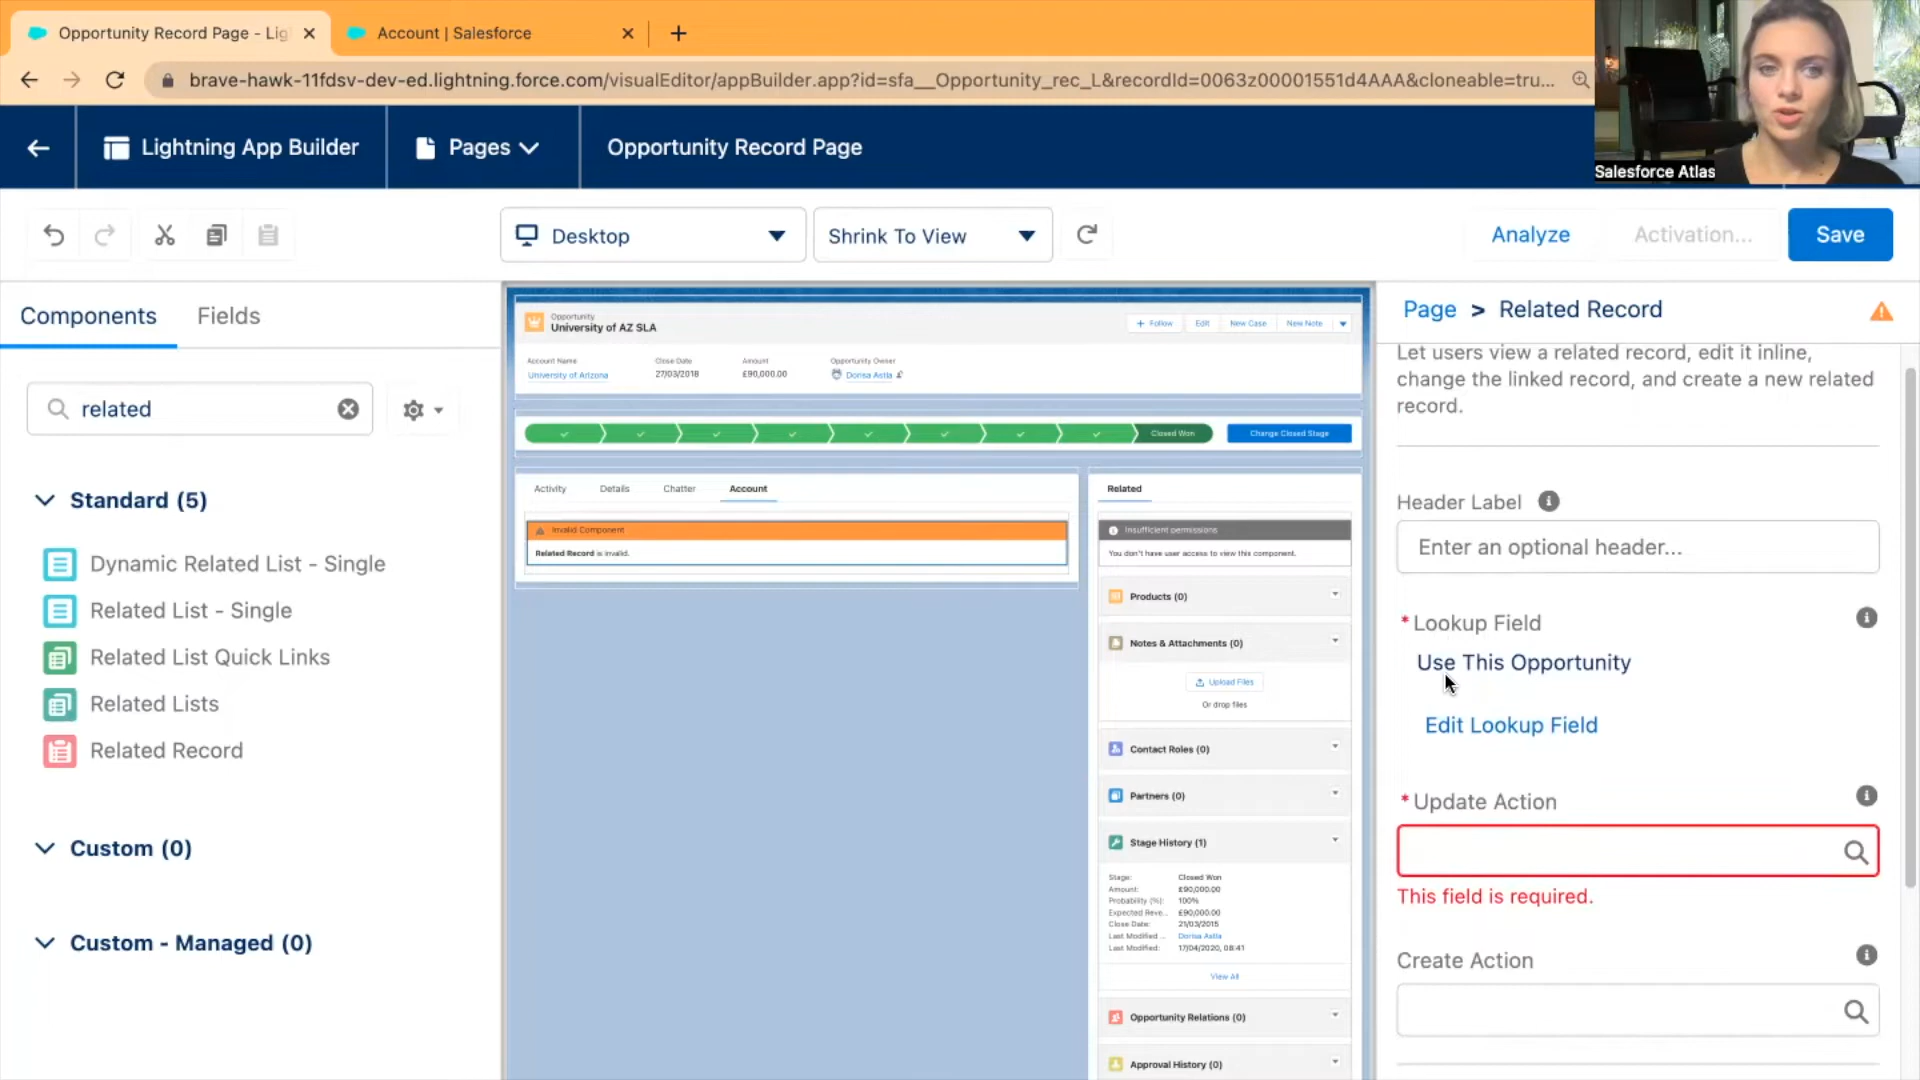 Opportunity Record Page - Lig
Account | Salesforce
brave-hawk-11fdsv-dev-ed.lightning.force.com/visualEditor/appBuilder.app?id=sfa__Opportunity_rec_L&recordId=0063z00001551d4AAA&cloneable=tru...
Lightning App Builder
Pages
Opportunity Record Page
Salesforce Atlas
Desktop
Shrink To View
Analyze
Activation...
Save
Components
Fields
related
Standard (5)
Dynamic Related List - Single
Related List - Single
Related List Quick Links
Related Lists
Related Record
Custom (0)
Custom - Managed (0)
Opportunity
University of AZ SLA
+ Follow
Edit
New Case
New Note
Account Name
Close Date
Amount
Opportunity Owner
University of Arizona
27/03/2018
£90,000.00
Dorisa Astla
Closed Won
Change Closed Stage
Activity
Details
Chatter
Account
Invalid Component
Related Record is invalid.
Related
Insufficient permissions
You don't have user access to view this component.
Products (0)
Notes & Attachments (0)
Upload Files
Or drop files
Contact Roles (0)
Partners (0)
Stage History (1)
Stage: Closed Won
Amount: £90,000.00
Probability (%): 100%
Expected Reve... £90,000.00
Close Date: 21/03/2015
Last Modified ... Dorisa Astla
Last Modified: 17/04/2020, 08:41
View All
Opportunity Relations (0)
Approval History (0)
Page > Related Record
Let users view a related record, edit it inline,
change the linked record, and create a new related
record.
Header Label
Enter an optional header...
* Lookup Field
Use This Opportunity
Edit Lookup Field
* Update Action
This field is required.
Create Action